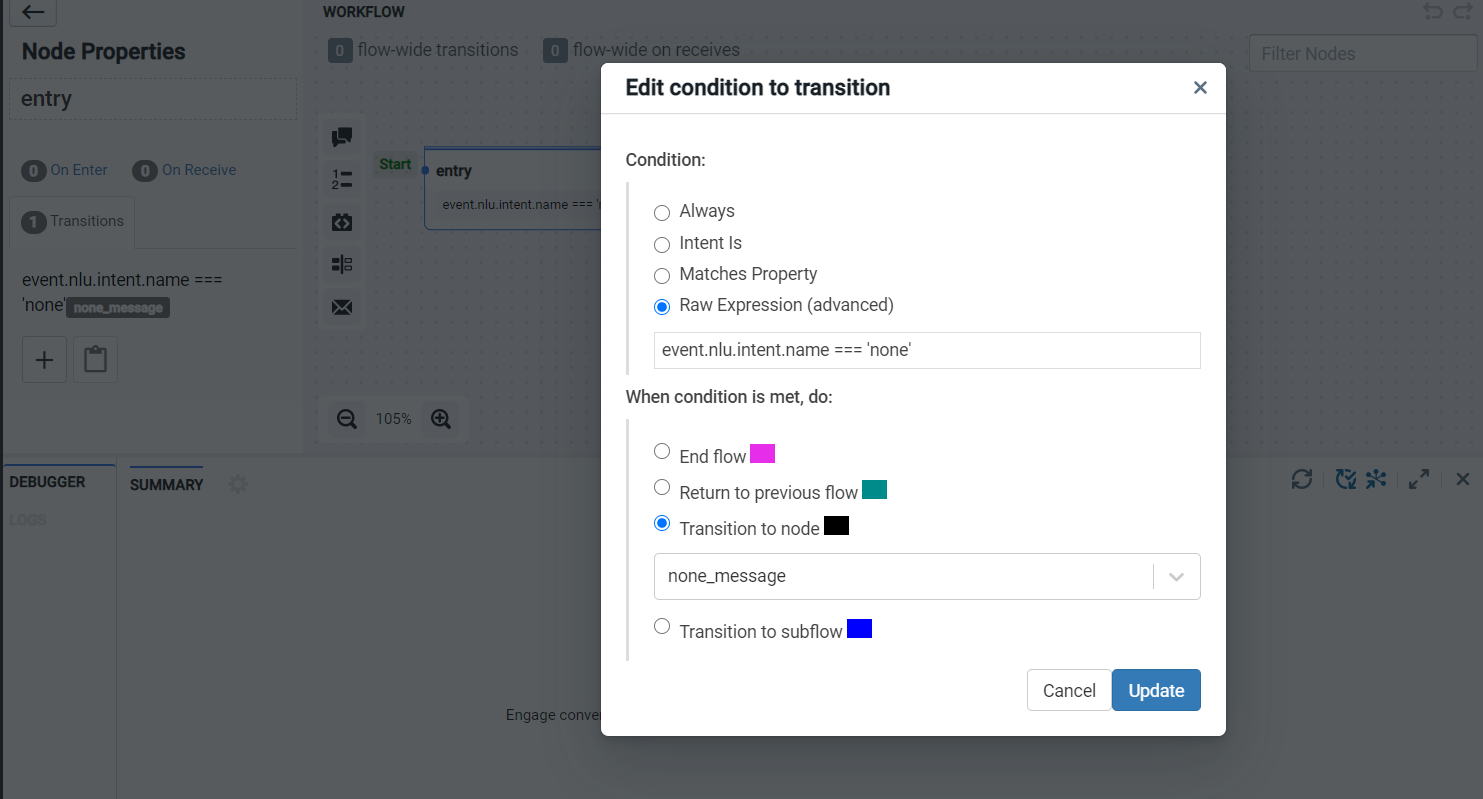 WORKFLOW
Node Properties
0 flow-wide transitions
0 flow-wide on receives
Filter Nodes
entry
0 On Enter
0 On Receive
1 Transitions
event.nlu.intent.name ===
'none' none_message
Start
entry
event.nlu.intent.name ===
105%
Edit condition to transition
×
Condition:
Always
Intent Is
Matches Property
Raw Expression (advanced)
event.nlu.intent.name === 'none'
When condition is met, do:
End flow
Return to previous flow
Transition to node
none_message
Transition to subflow
Cancel
Update
DEBUGGER
SUMMARY
LOGS
Engage